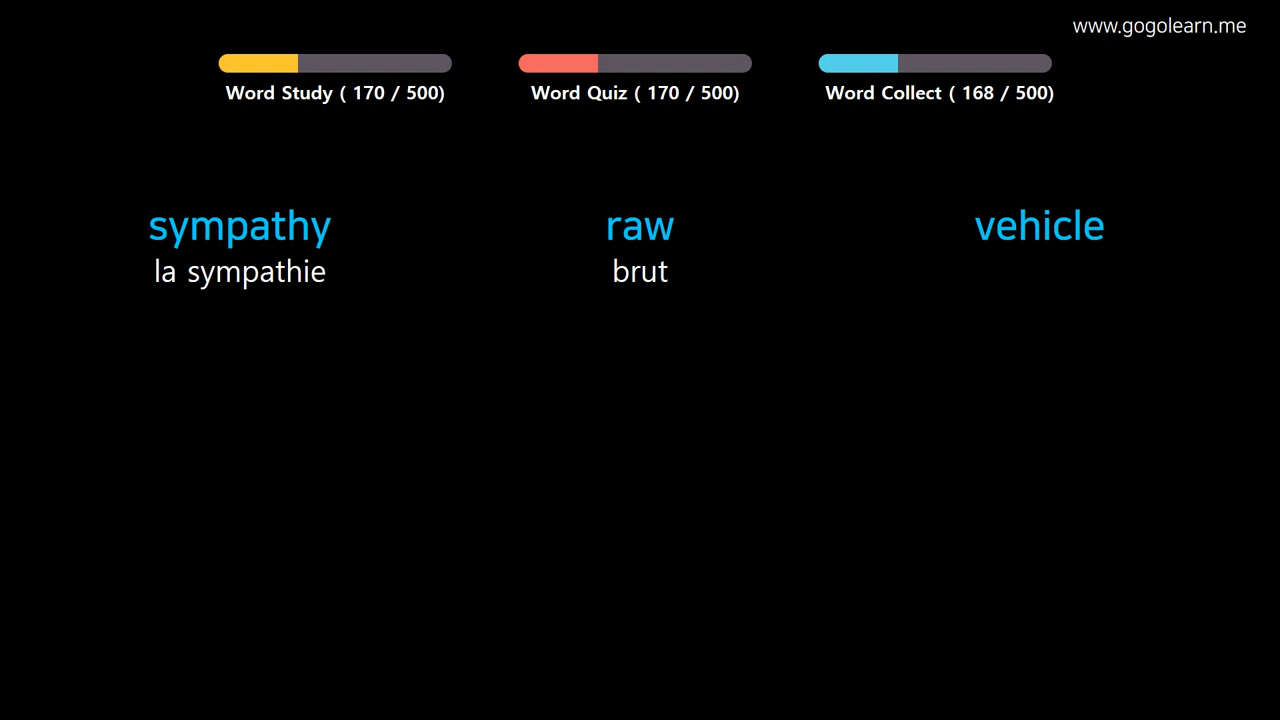 www.gogolearn.me
Word Study ( 170 / 500)
Word Quiz ( 170 / 500)
Word Collect ( 168 / 500)
sympathy
raw
vehicle
la sympathie
brut